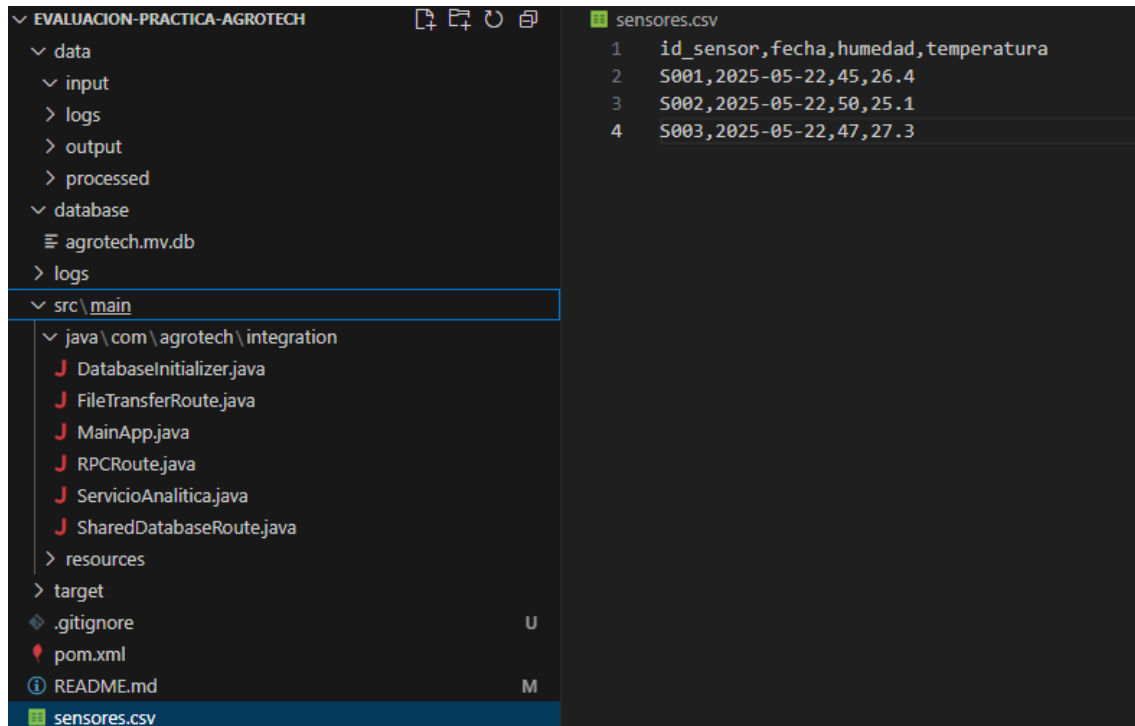 EVALUACION-PRACTICA-AGROTECH
data
input
logs
output
processed
database
agrotech.mv.db
logs
src\main
java\com\agrotech\integration
J DatabaseInitializer.java
J FileTransferRoute.java
J MainApp.java
J RPCRoute.java
J ServicioAnalitica.java
J SharedDatabaseRoute.java
resources
target
.gitignore U
pom.xml
README.md M
sensores.csv
sensores.csv
1 id_sensor,fecha,humedad,temperatura
2 S001,2025-05-22,45,26.4
3 S002,2025-05-22,50,25.1
4 S003,2025-05-22,47,27.3